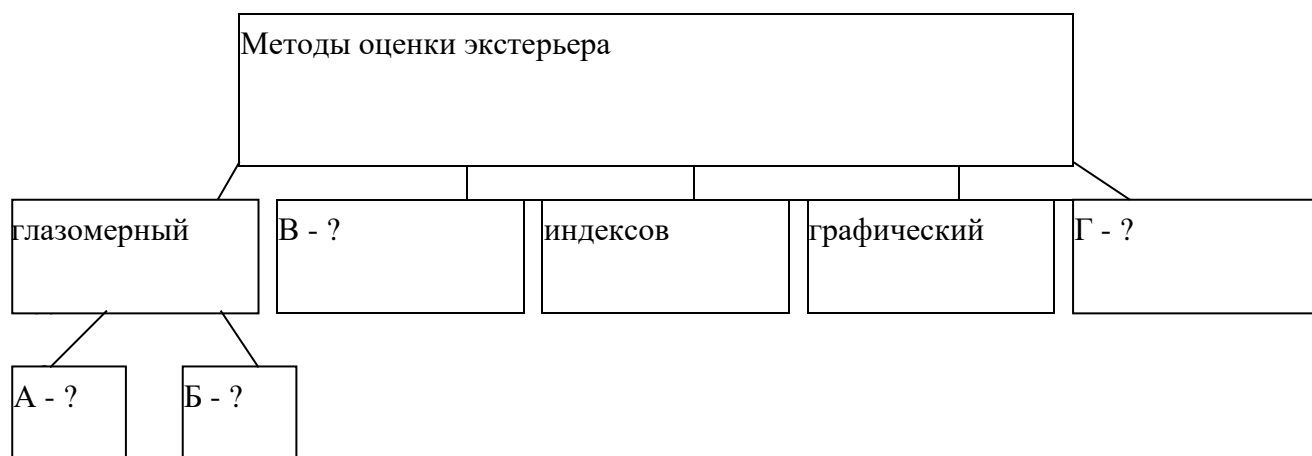 Методы оценки экстерьера
глазомерный
В - ?
индексов
графический
Г - ?
А - ?
Б - ?